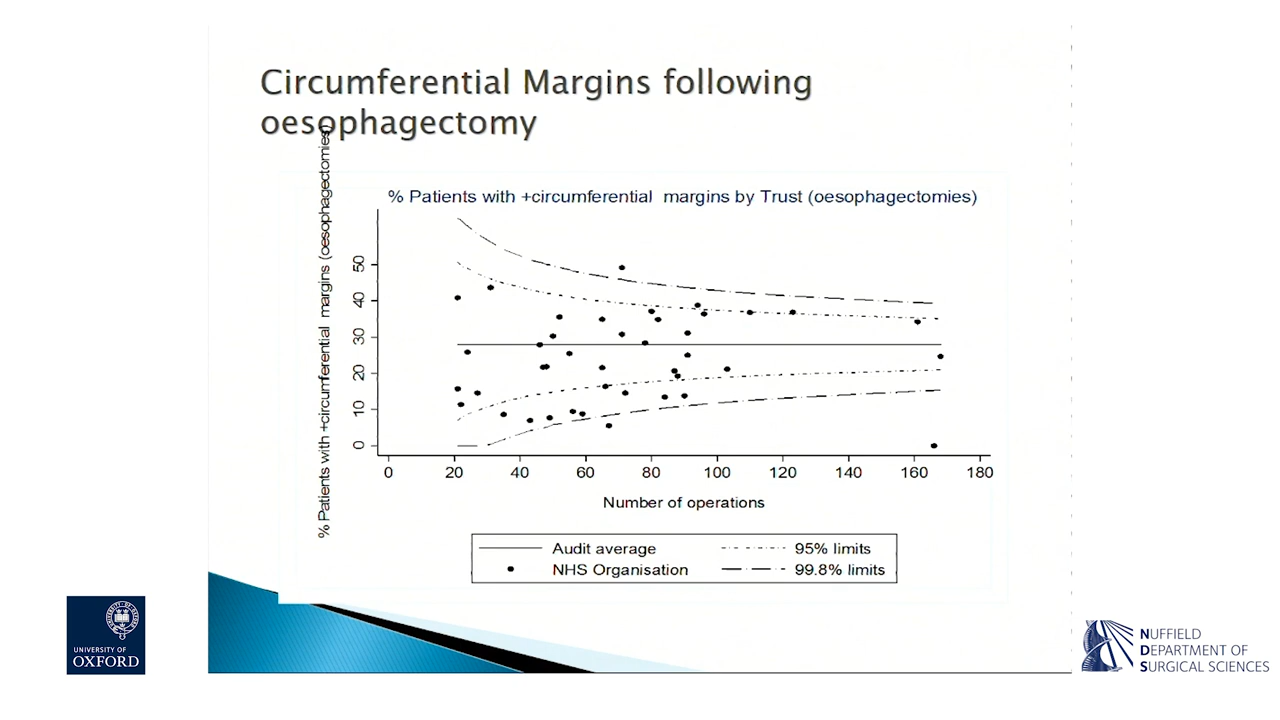 Circumferential Margins following
oesophagectomy
% Patients with +circumferential margins by Trust (oesophagectomies)
% Patients with +circumferential margins (oesophagectomies)
50
40
30
20
10
0
0 20 40 60 80 100 120 140 160 180
Number of operations
Audit average 95% limits
NHS Organisation 99.8% limits
UNIVERSITY OF
OXFORD
NUFFIELD
DEPARTMENT OF
SURGICAL SCIENCES